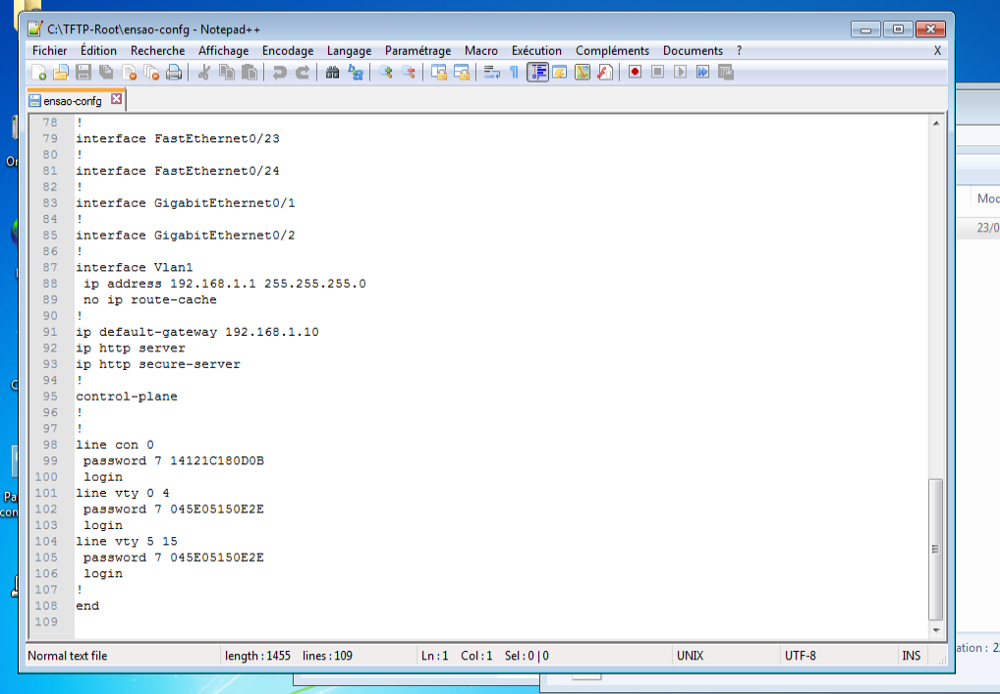 C:\TFTP-Root\ensao-confg - Notepad++
Fichier Édition Recherche Affichage Encodage Langage Paramétrage Macro Exécution Compléments Documents ? X
ensao-confg
78 !
79 interface FastEthernet0/23
80 !
81 interface FastEthernet0/24
82 !
83 interface GigabitEthernet0/1
84 !
85 interface GigabitEthernet0/2
86 !
87 interface Vlan1
88 ip address 192.168.1.1 255.255.255.0
89 no ip route-cache
90 !
91 ip default-gateway 192.168.1.10
92 ip http server
93 ip http secure-server
94 !
95 control-plane
96 !
97 !
98 line con 0
99 password 7 14121C180D0B
100 login
101 line vty 0 4
102 password 7 045E05150E2E
103 login
104 line vty 5 15
105 password 7 045E05150E2E
106 login
107 !
108 end
109
Normal text file length : 1455 lines : 109 Ln : 1 Col : 1 Sel : 0 | 0 UNIX UTF-8 INS